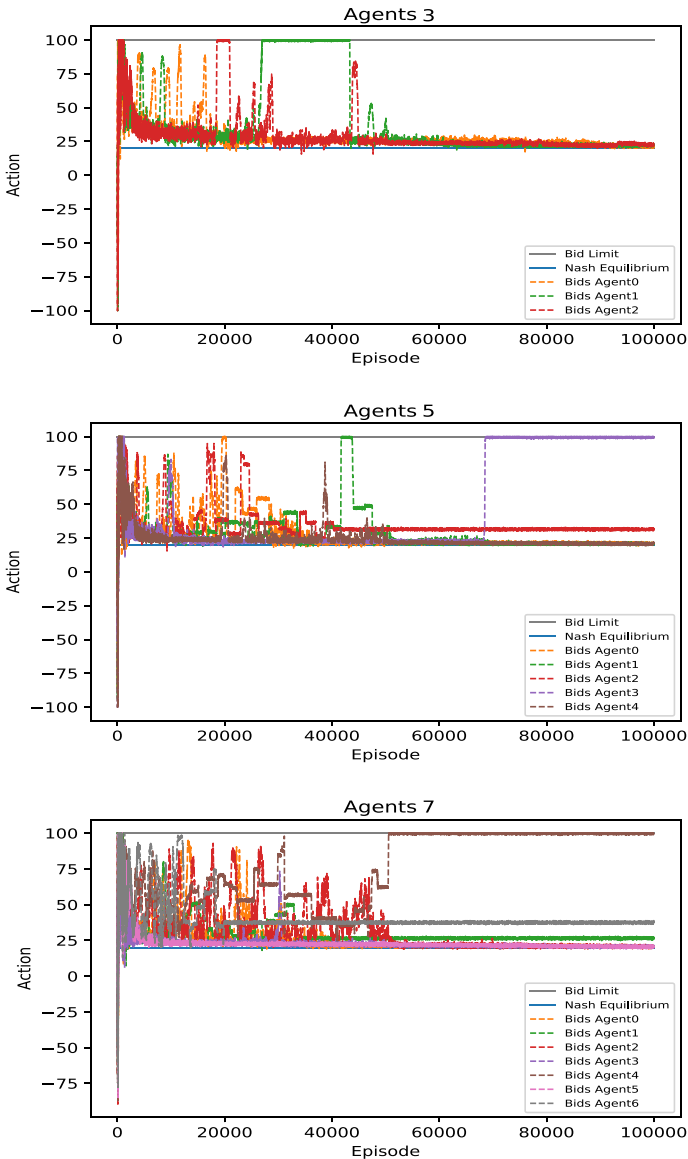 Agents 3
100
75
50
25
0
−25
−50
−75
−100
Action
Bid Limit
Nash Equilibrium
Bids Agent0
Bids Agent1
Bids Agent2
0 20000 40000 60000 80000 100000
Episode
Agents 5
100
75
50
25
0
−25
−50
−75
−100
Action
Bid Limit
Nash Equilibrium
Bids Agent0
Bids Agent1
Bids Agent2
Bids Agent3
Bids Agent4
0 20000 40000 60000 80000 100000
Episode
Agents 7
100
75
50
25
0
−25
−50
−75
Action
Bid Limit
Nash Equilibrium
Bids Agent0
Bids Agent1
Bids Agent2
Bids Agent3
Bids Agent4
Bids Agent5
Bids Agent6
0 20000 40000 60000 80000 100000
Episode